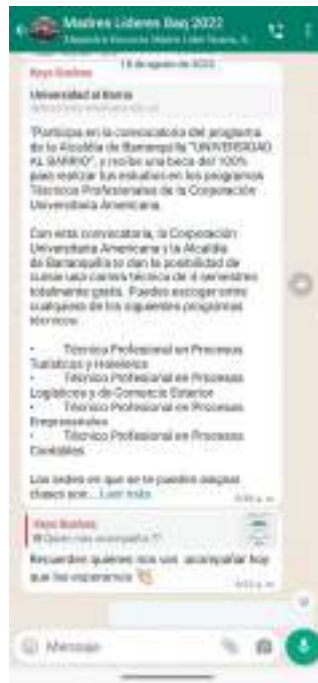 Madres Líderes Baq 2022
18 de agosto de 2022
Universidad al Barrio
"Participa en la convocatoria del programa
de la Alcaldía de Barranquilla "UNIVERSIDAD
AL BARRIO", y recibe una beca del 100%
para realizar tus estudios en los programas
Técnicos Profesionales de la Corporación
Universitaria Americana.
Con esta convocatoria, la Corporación
Universitaria Americana y la Alcaldía
de Barranquilla te dan la posibilidad de
cursar una carrera técnica de 4 semestres
totalmente gratis. Puedes escoger entre
cualquiera de los siguientes programas
técnicos:
• Técnico Profesional en Procesos
Turísticos y Hoteleros
• Técnico Profesional en Procesos
Logísticos y de Comercio Exterior
• Técnico Profesional en Procesos
Empresariales
• Técnico Profesional en Procesos
Contables
Las sedes en que se te pueden asignar
clases son... Leer más
Recuerden quienes nos van acompañar hoy
que los esperamos
Mensaje